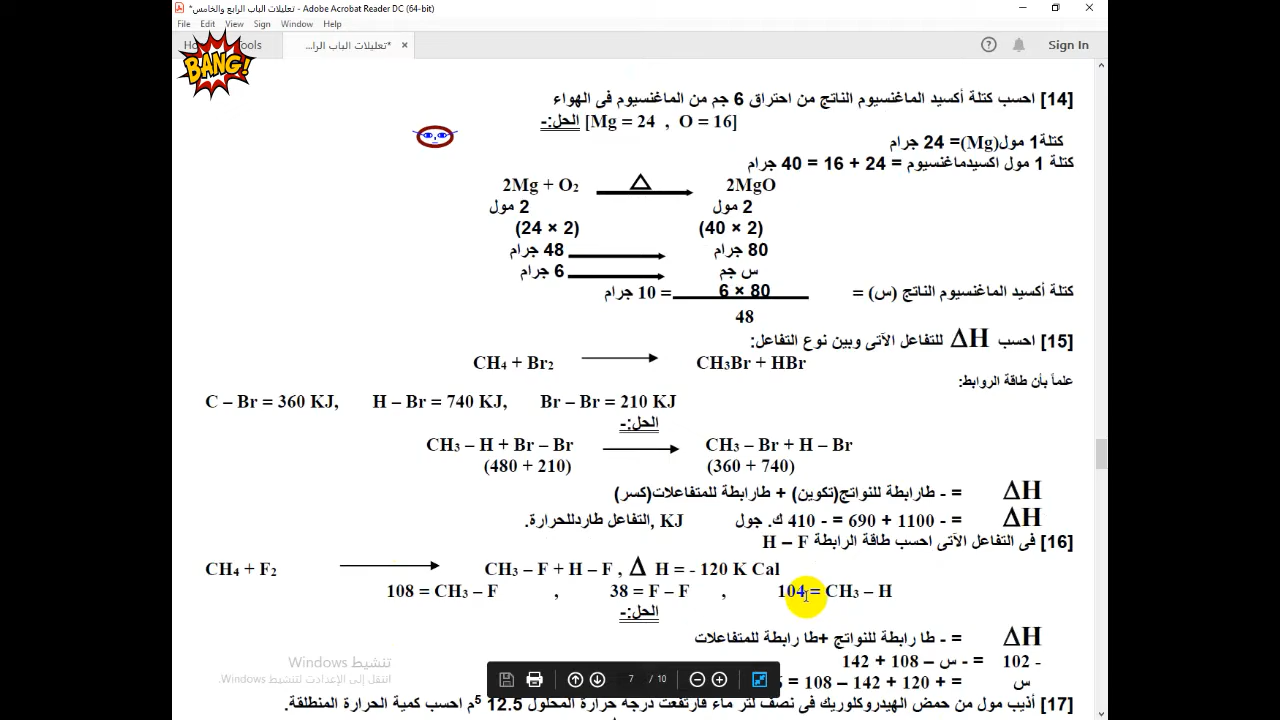 *تعليلات الباب الرابع والخامس - Adobe Acrobat Reader DC (64-bit)
File Edit View Sign Window Help
Tools *تعليلات الباب الرا... × Sign In
BANG!
[14] احسب كتلة أكسيد الماغنسيوم الناتج من احتراق 6 جم من الماغنسيوم فى الهواء
[Mg = 24 , O = 16] الحل:-
كتلة1 مول(Mg)= 24 جرام
كتلة 1 مول اكسيدماغنسيوم = 24 + 16 = 40 جرام
2Mg + O₂ → 2MgO
△
2 مول 2 مول
(24 × 2) (40 × 2)
48 جرام 80 جرام
6 جرام س جم
كتلة أكسيد الماغنسيوم الناتج (س) = 6 × 80 = 10 جرام
48
[15] احسب ΔH للتفاعل الآتى وبين نوع التفاعل:
CH₄ + Br₂ → CH₃Br + HBr
علماً بأن طاقة الروابط:
C – Br = 360 KJ, H – Br = 740 KJ, Br – Br = 210 KJ
الحل:-
CH₃ – H + Br – Br → CH₃ – Br + H – Br
(480 + 210) (360 + 740)
ΔH = - طارابطة للنواتج(تكوين) + طارابطة للمتفاعلات(كسر)
ΔH = - 1100 + 690 = - 410 ك. جول KJ ,التفاعل طاردللحرارة.
[16] فى التفاعل الآتى احسب طاقة الرابطة H – F
CH₄ + F₂ → CH₃ – F + H – F , Δ H = - 120 K Cal
108 = CH₃ – F , 38 = F – F , 104 = CH₃ – H
الحل:-
ΔH = - طا رابطة للنواتج +طا رابطة للمتفاعلات
- 102 = - س – 108 + 142
س = + 120 + 142 – 108 =
تنشيط Windows
انتقل إلى الإعدادات لتنشيط Windows.
7 / 10
[17] أذيب مول من حمض الهيدروكلوريك فى نصف لتر ماء فارتفعت درجة حرارة المحلول 12.5 ⁵م احسب كمية الحرارة المنطلقة.